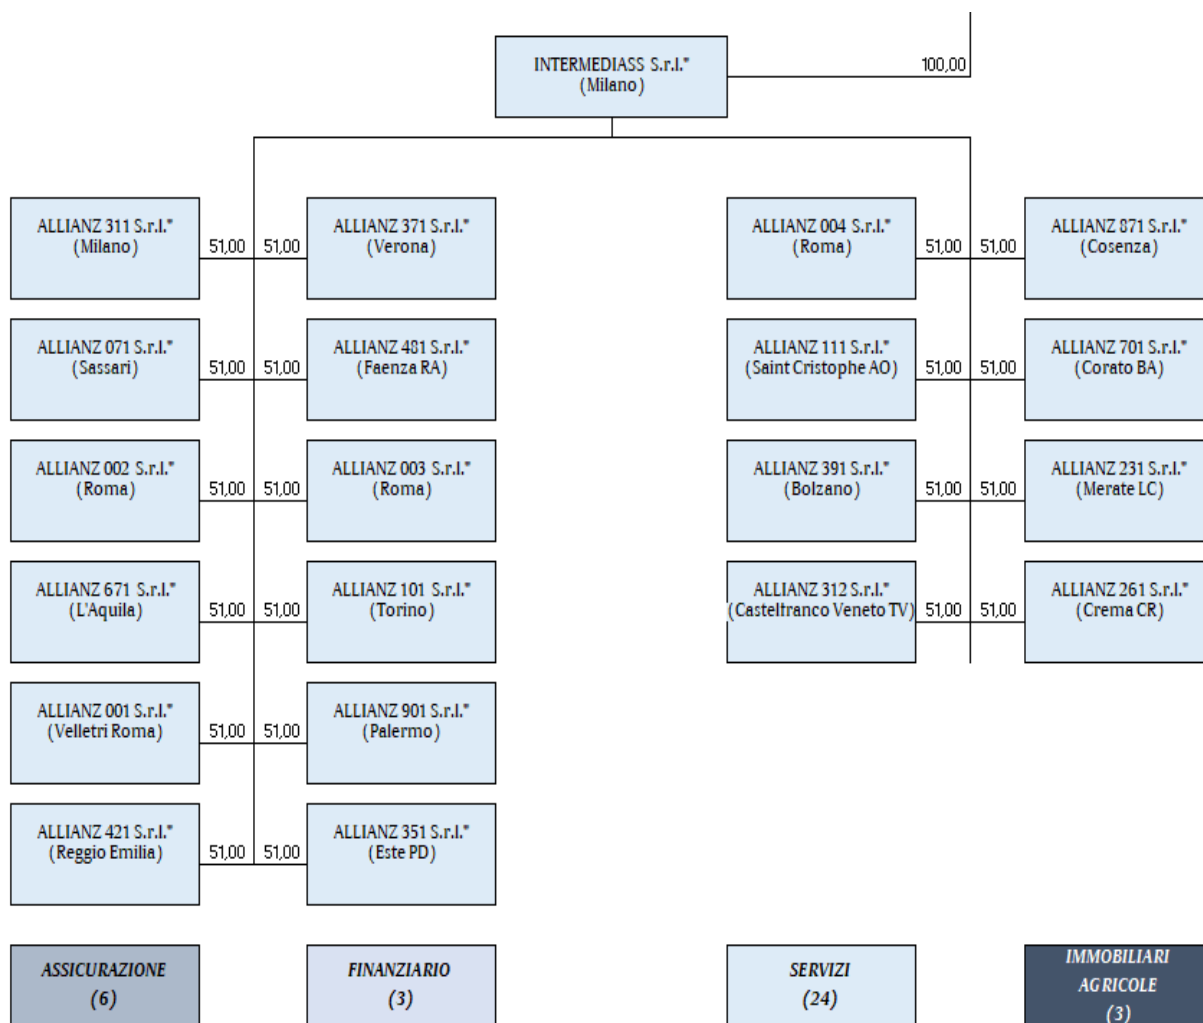 INTERMEDIASS S.r.l.*
(Milano)
100,00
ALLIANZ 311 S.r.l.*
(Milano)
51,00
51,00
ALLIANZ 371 S.r.l.*
(Verona)
ALLIANZ 004 S.r.l.*
(Roma)
51,00
51,00
ALLIANZ 871 S.r.l.*
(Cosenza)
ALLIANZ 071 S.r.l.*
(Sassari)
51,00
51,00
ALLIANZ 481 S.r.l.*
(Faenza RA)
ALLIANZ 111 S.r.l.*
(Saint Cristophe AO)
51,00
51,00
ALLIANZ 701 S.r.l.*
(Corato BA)
ALLIANZ 002 S.r.l.*
(Roma)
51,00
51,00
ALLIANZ 003 S.r.l.*
(Roma)
ALLIANZ 391 S.r.l.*
(Bolzano)
51,00
51,00
ALLIANZ 231 S.r.l.*
(Merate LC)
ALLIANZ 671 S.r.l.*
(L'Aquila)
51,00
51,00
ALLIANZ 101 S.r.l.*
(Torino)
ALLIANZ 312 S.r.l.*
(Castelfranco Veneto TV)
51,00
51,00
ALLIANZ 261 S.r.l.*
(Crema CR)
ALLIANZ 001 S.r.l.*
(Velletri Roma)
51,00
51,00
ALLIANZ 901 S.r.l.*
(Palermo)
ALLIANZ 421 S.r.l.*
(Reggio Emilia)
51,00
51,00
ALLIANZ 351 S.r.l.*
(Este PD)
ASSICURAZIONE
(6)
FINANZIARIO
(3)
SERVIZI
(24)
IMMOBILIARI
AGRICOLE
(3)